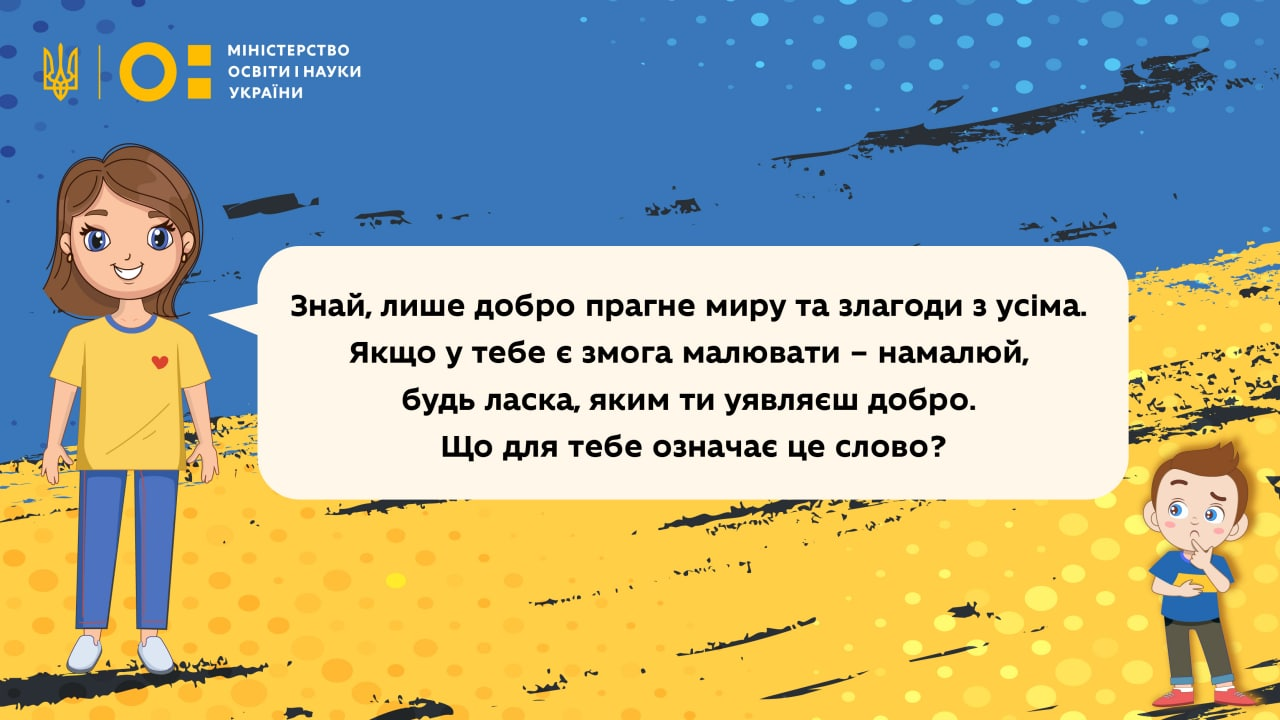 МІНІСТЕРСТВО
ОСВІТИ І НАУКИ
УКРАЇНИ
Знай, лише добро прагне миру та злагоди з усіма.
Якщо у тебе є змога малювати – намалюй,
будь ласка, яким ти уявляєш добро.
Що для тебе означає це слово?